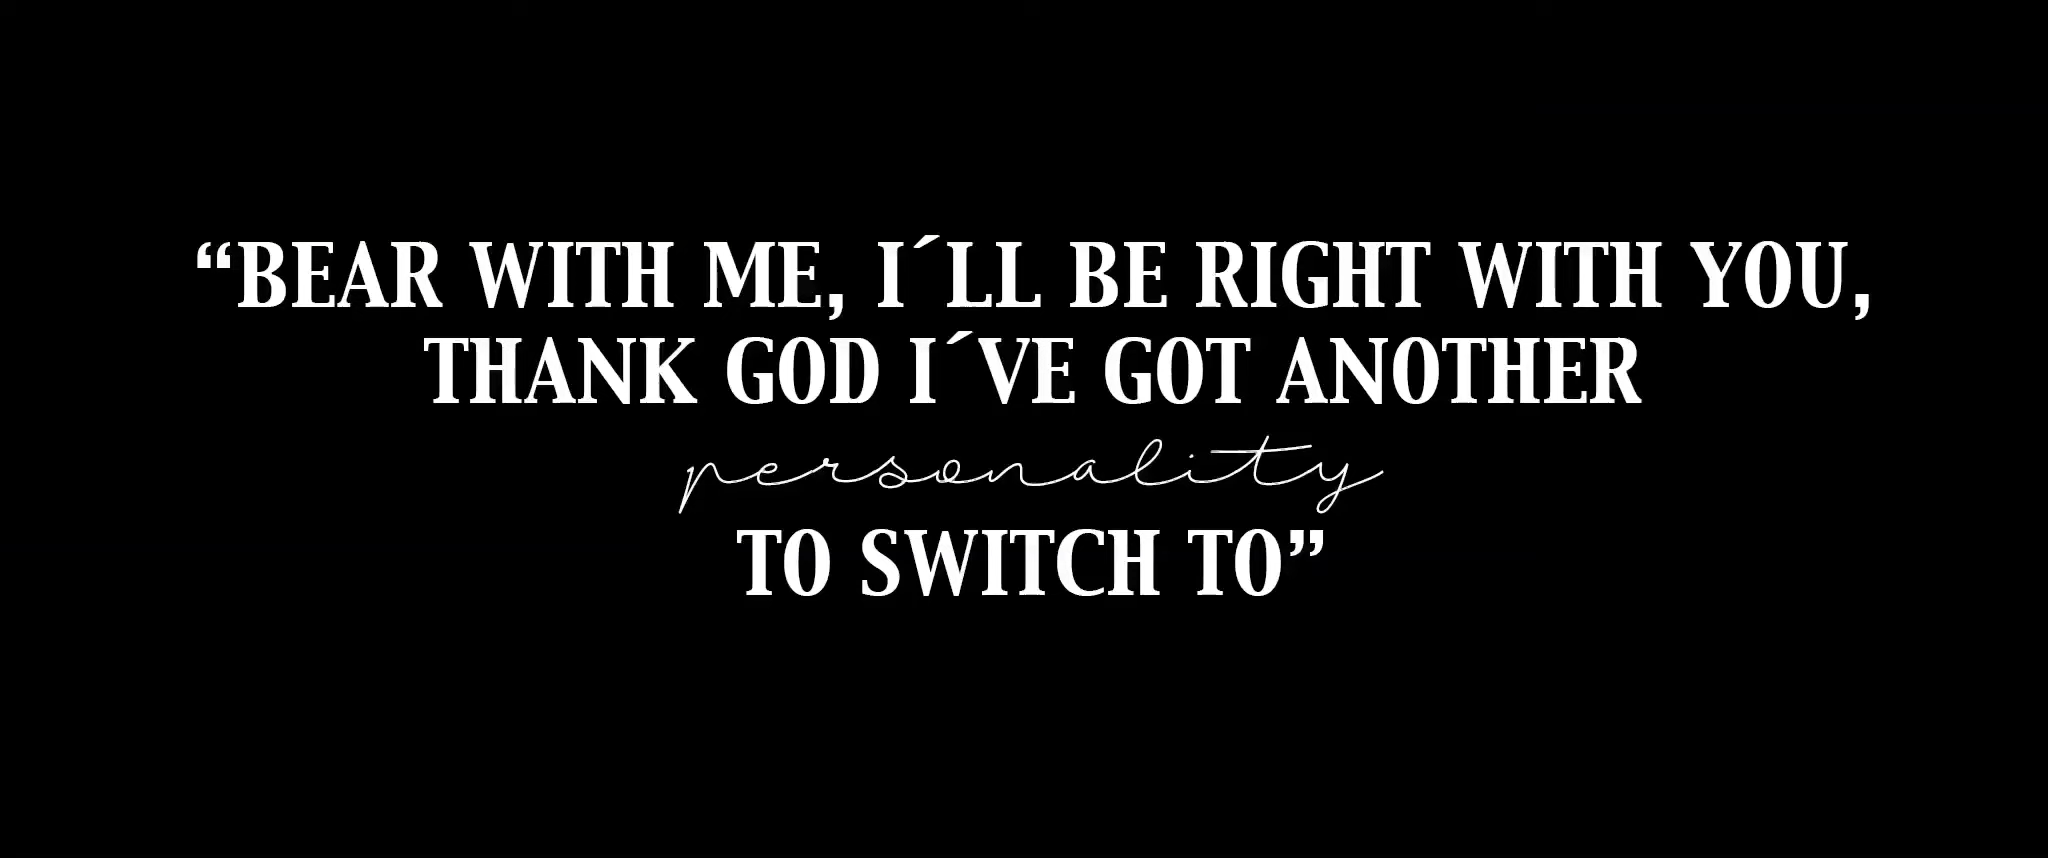 “BEAR WITH ME, I´LL BE RIGHT WITH YOU,
THANK GOD I´VE GOT ANOTHER
personality
TO SWITCH TO”